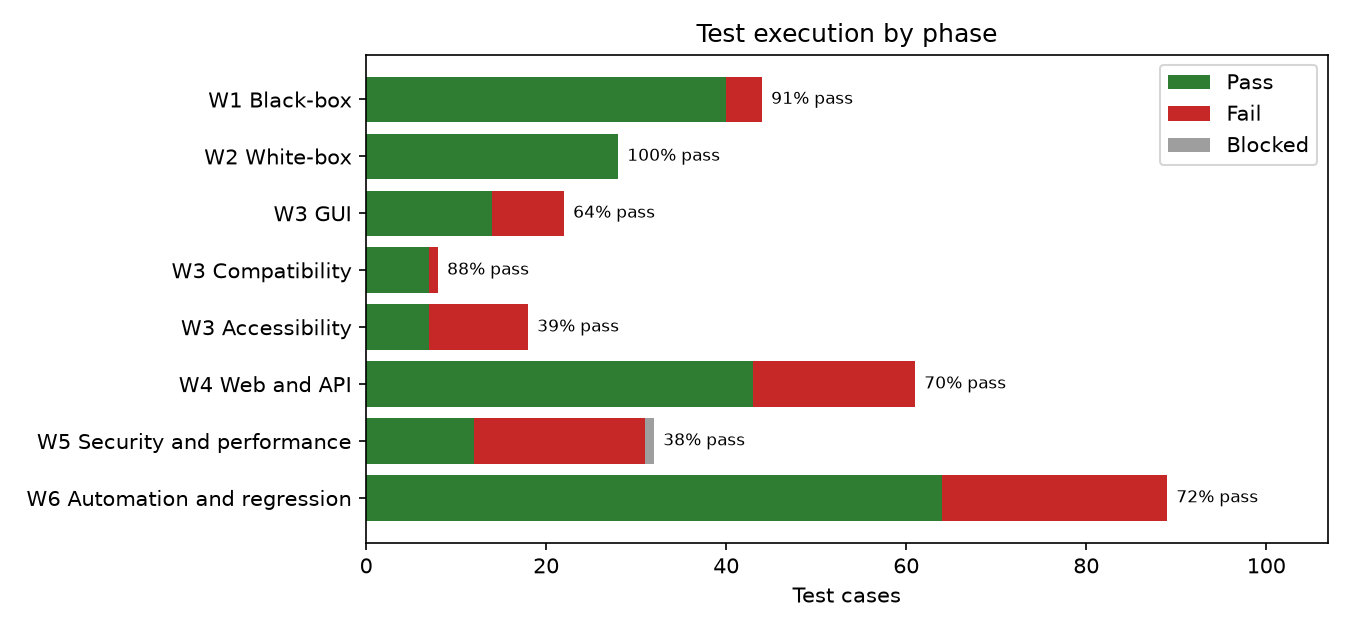 Test execution by phase
Pass
Fail
Blocked
W1 Black-box
91% pass
W2 White-box
100% pass
W3 GUI
64% pass
W3 Compatibility
88% pass
W3 Accessibility
39% pass
W4 Web and API
70% pass
W5 Security and performance
38% pass
W6 Automation and regression
72% pass
0 20 40 60 80 100
Test cases